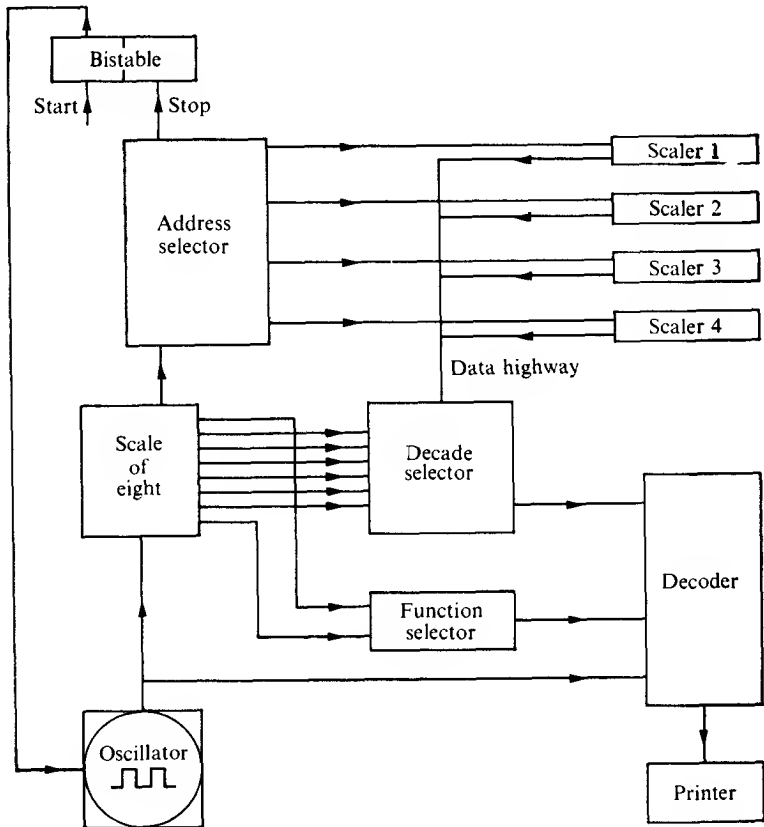 Bistable
Start
Stop
Scaler 1
Scaler 2
Address
selector
Scaler 3
Scaler 4
Data highway
Scale
of
eight
Decade
selector
Decoder
Function
selector
Oscillator
Printer